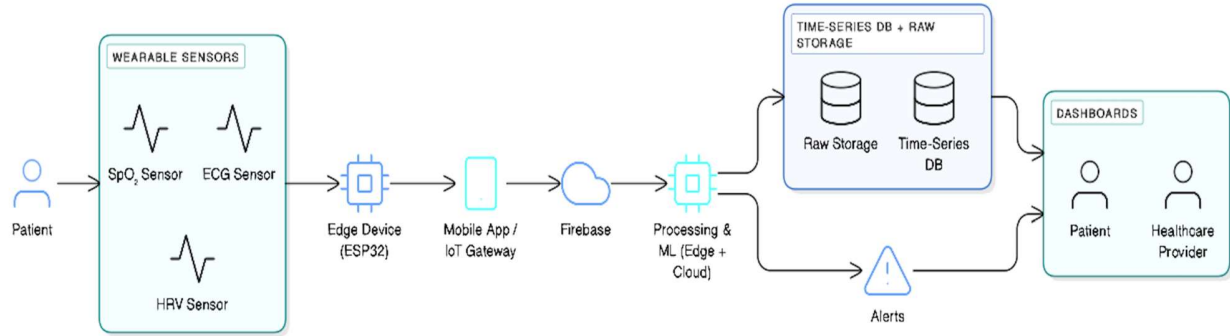 WEARABLE SENSORS
SpO₂ Sensor
ECG Sensor
HRV Sensor
Patient
Edge Device
(ESP32)
Mobile App /
IoT Gateway
Firebase
Processing &
ML (Edge +
Cloud)
TIME-SERIES DB + RAW
STORAGE
Raw Storage
Time-Series
DB
Alerts
DASHBOARDS
Patient
Healthcare
Provider